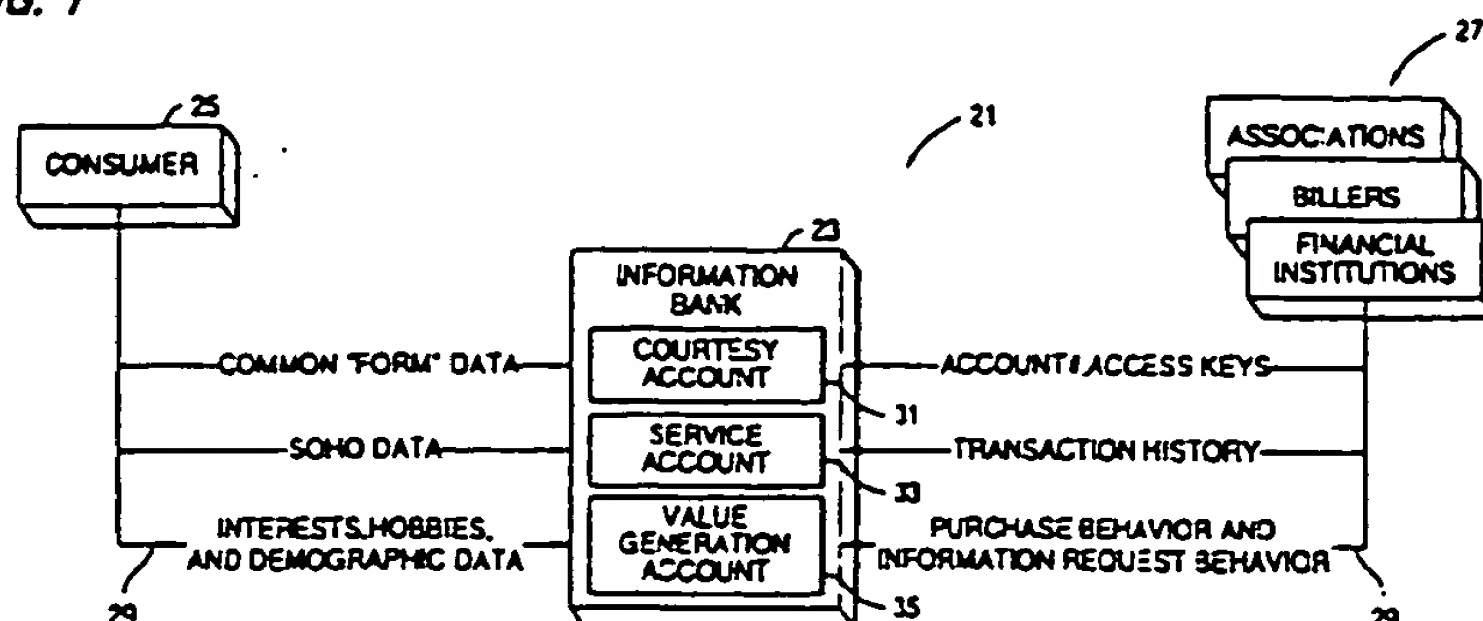 FIG. 1
27
25
21
CONSUMER
ASSOCIATIONS
BILLERS
FINANCIAL
INSTITUTIONS
23
INFORMATION
BANK
COMMON "FORM" DATA
COURTESY
ACCOUNT
ACCOUNT#,ACCESS KEYS
31
SOHO DATA
SERVICE
ACCOUNT
TRANSACTION HISTORY
33
INTERESTS,HOBBIES,
AND DEMOGRAPHIC DATA
VALUE
GENERATION
ACCOUNT
PURCHASE BEHAVIOR AND
INFORMATION REQUEST BEHAVIOR
29
35
29